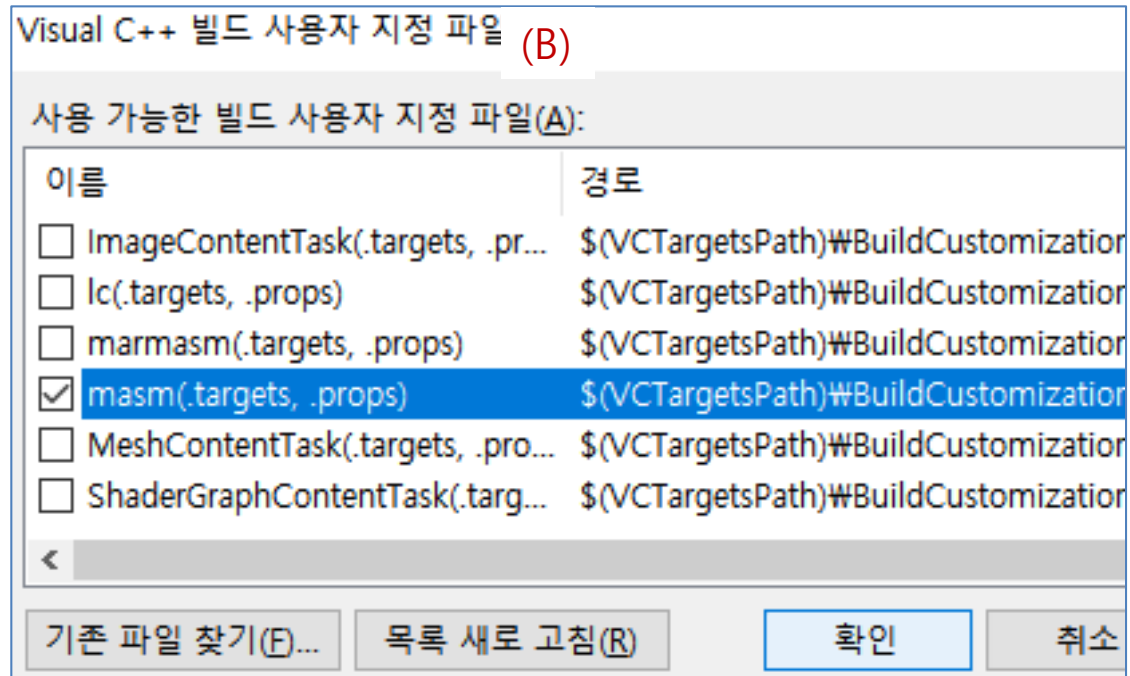 Visual C++ 빌드 사용자 지정 파일
(B)
사용 가능한 빌드 사용자 지정 파일(A):
이름 경로
ImageContentTask(.targets, .pr... $(VCTargetsPath)₩BuildCustomization
lc(.targets, .props) $(VCTargetsPath)₩BuildCustomization
marmasm(.targets, .props) $(VCTargetsPath)₩BuildCustomization
masm(.targets, .props) $(VCTargetsPath)₩BuildCustomization
MeshContentTask(.targets, .pro... $(VCTargetsPath)₩BuildCustomization
ShaderGraphContentTask(.targ... $(VCTargetsPath)₩BuildCustomization
기존 파일 찾기(F)... 목록 새로 고침(R) 확인 취소